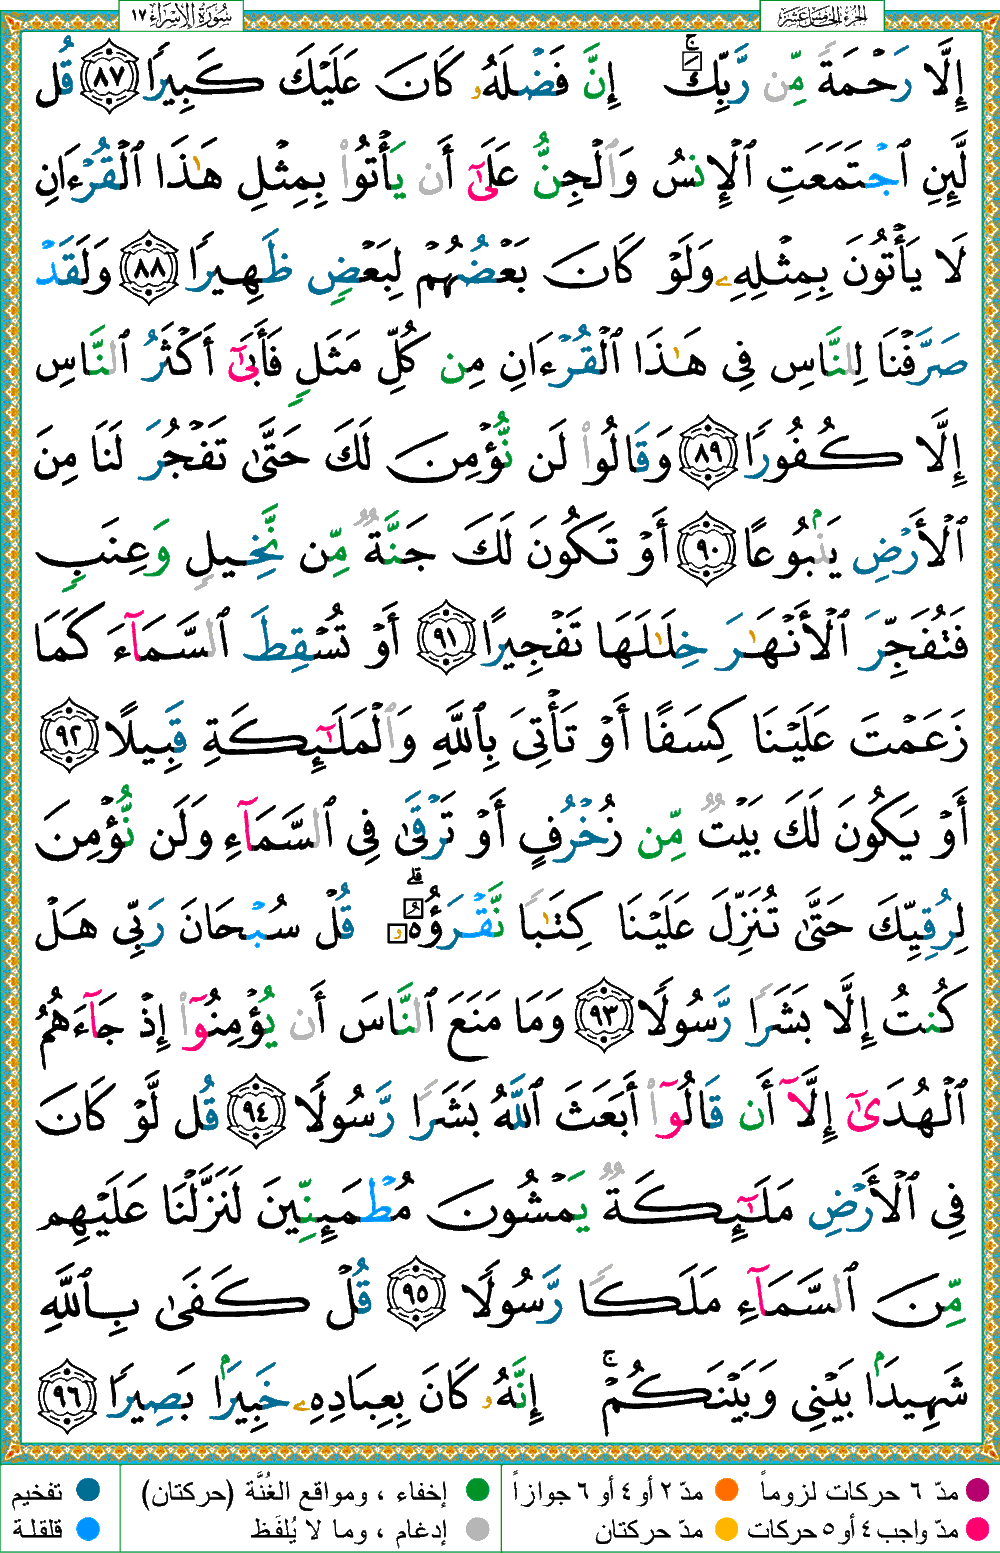 الجزء الخامس عشر
سورة الإسراء ١٧
إِلَّا رَحْمَةً مِّن رَّبِّكَ ۚ إِنَّ فَضْلَهُۥ كَانَ عَلَيْكَ كَبِيرًا ٨٧ قُل
لَّئِنِ ٱجْتَمَعَتِ ٱلْإِنسُ وَٱلْجِنُّ عَلَىٰٓ أَن يَأْتُوا۟ بِمِثْلِ هَـٰذَا ٱلْقُرْءَانِ
لَا يَأْتُونَ بِمِثْلِهِۦ وَلَوْ كَانَ بَعْضُهُمْ لِبَعْضٍ ظَهِيرًا ٨٨ وَلَقَدْ
صَرَّفْنَا لِلنَّاسِ فِى هَـٰذَا ٱلْقُرْءَانِ مِن كُلِّ مَثَلٍ فَأَبَىٰٓ أَكْثَرُ ٱلنَّاسِ
إِلَّا كُفُورًا ٨٩ وَقَالُوا۟ لَن نُّؤْمِنَ لَكَ حَتَّىٰ تَفْجُرَ لَنَا مِنَ
ٱلْأَرْضِ يَنۢبُوعًا ٩٠ أَوْ تَكُونَ لَكَ جَنَّةٌ مِّن نَّخِيلٍ وَعِنَبٍ
فَتُفَجِّرَ ٱلْأَنْهَـٰرَ خِلَـٰلَهَا تَفْجِيرًا ٩١ أَوْ تُسْقِطَ ٱلسَّمَآءَ كَمَا
زَعَمْتَ عَلَيْنَا كِسَفًا أَوْ تَأْتِىَ بِٱللَّهِ وَٱلْمَلَـٰٓئِكَةِ قَبِيلًا ٩٢
أَوْ يَكُونَ لَكَ بَيْتٌ مِّن زُخْرُفٍ أَوْ تَرْقَىٰ فِى ٱلسَّمَآءِ وَلَن نُّؤْمِنَ
لِرُقِيِّكَ حَتَّىٰ تُنَزِّلَ عَلَيْنَا كِتَـٰبًا نَّقْرَؤُهُۥ ۗ قُلْ سُبْحَانَ رَبِّى هَلْ
كُنتُ إِلَّا بَشَرًا رَّسُولًا ٩٣ وَمَا مَنَعَ ٱلنَّاسَ أَن يُؤْمِنُوٓا۟ إِذْ جَآءَهُمُ
ٱلْهُدَىٰٓ إِلَّآ أَن قَالُوٓا۟ أَبَعَثَ ٱللَّهُ بَشَرًا رَّسُولًا ٩٤ قُل لَّوْ كَانَ
فِى ٱلْأَرْضِ مَلَـٰٓئِكَةٌ يَمْشُونَ مُطْمَئِنِّينَ لَنَزَّلْنَا عَلَيْهِم
مِّنَ ٱلسَّمَآءِ مَلَكًا رَّسُولًا ٩٥ قُلْ كَفَىٰ بِٱللَّهِ
شَهِيدًۢا بَيْنِى وَبَيْنَكُمْ ۚ إِنَّهُۥ كَانَ بِعِبَادِهِۦ خَبِيرًۢا بَصِيرًا ٩٦
مدّ ٦ حركات لزوماً مدّ ٢ أو ٤ أو ٦ جوازاً إخفاء ، ومواقع الغُنَّة (حركتان) تفخيم
مدّ واجب ٤ أو ٥ حركات مدّ حركتان إدغام ، وما لا يُلفَظ قلقلة